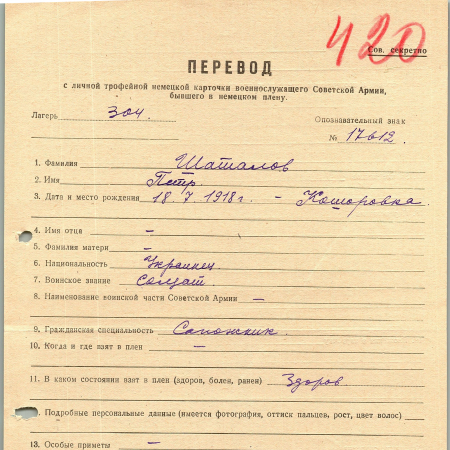 420
Сов. секретно
ПЕРЕВОД
с личной трофейной немецкой карточки военнослужащего Советской Армии,
бывшего в немецком плену.
Лагерь 304. Опознавательный знак
№ 17612.
1. Фамилия Шаталов
2. Имя Петр.
3. Дата и место рождения 18.7.1918г. - Кошоровка.
4. Имя отца –
5. Фамилия матери –
6. Национальность Украинец
7. Воинское звание солдат
8. Наименование воинской части Советской Армии –
9. Гражданская специальность Сапожник.
10. Когда и где взят в плен –
11. В каком состоянии взят в плен (здоров, болен, ранен) Здоров
Подробные персональные данные (имеется фотография, оттиск пальцев, рост, цвет волос)
13. Особые приметы –